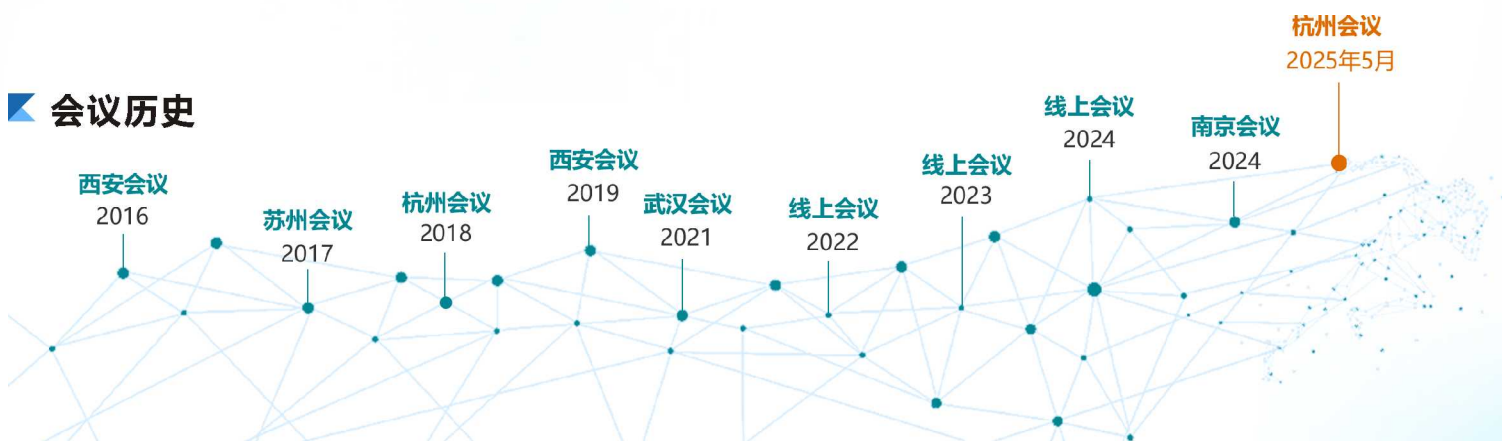 会议历史
西安会议
2016
苏州会议
2017
杭州会议
2018
西安会议
2019
武汉会议
2021
线上会议
2022
线上会议
2023
线上会议
2024
南京会议
2024
杭州会议
2025年5月